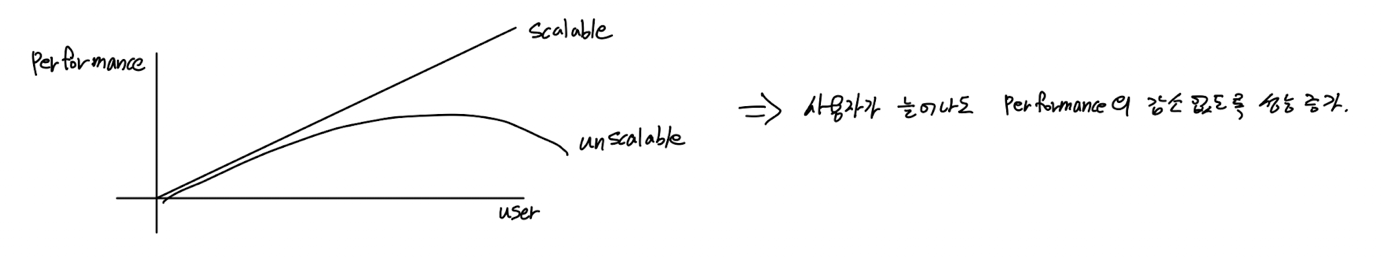 scalable
Performance
⇒ 사용자가 늘어나도 Performance의 감소없도록 성능 증가.
unscalable
user